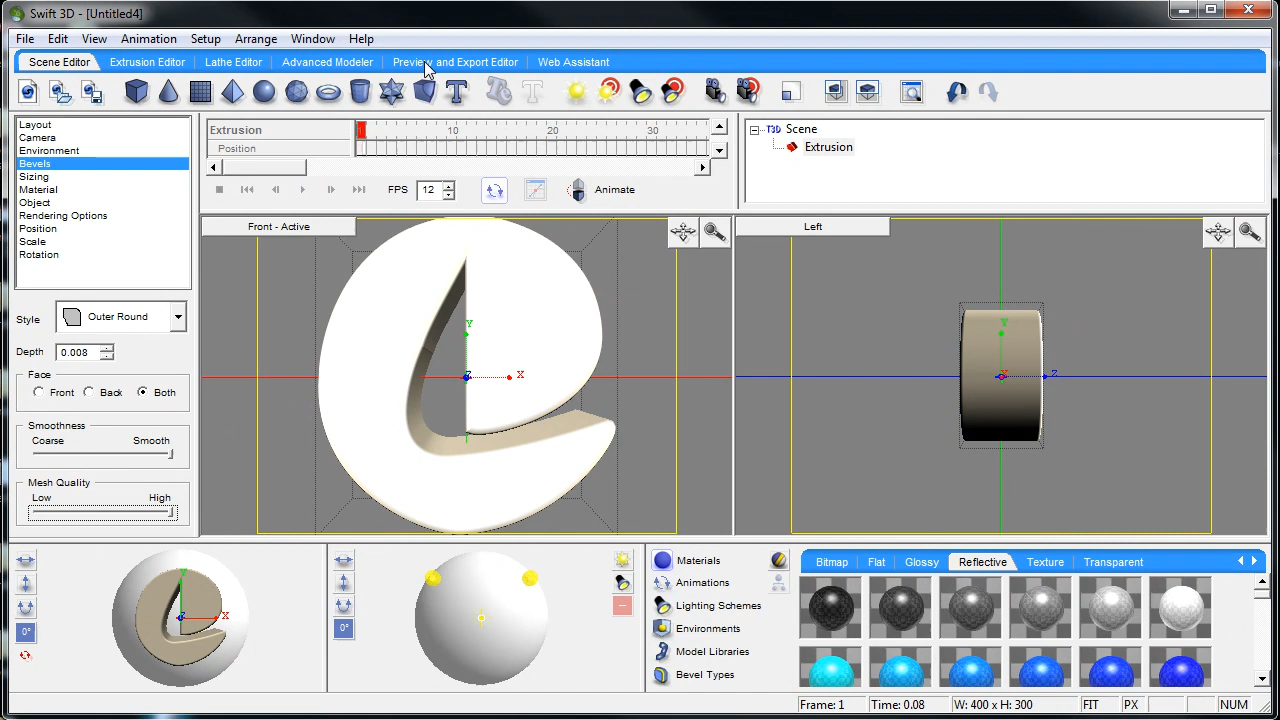 Swift 3D - [Untitled4]
File Edit View Animation Setup Arrange Window Help
Scene Editor Extrusion Editor Lathe Editor Advanced Modeler Preview and Export Editor Web Assistant
Layout
Camera
Environment
Bevels
Sizing
Material
Object
Rendering Options
Position
Scale
Rotation
Extrusion 1 10 20 30
Position
FPS 12 Animate
T3D Scene
Extrusion
Front - Active
Left
Y
X
Z
Y
X
Z
Style Outer Round
Depth 0.008
Face
Front Back Both
Smoothness
Coarse Smooth
Mesh Quality
Low High
0°
Y
X
0°
Materials
Animations
Lighting Schemes
Environments
Model Libraries
Bevel Types
Bitmap Flat Glossy Reflective Texture Transparent
Frame: 1 Time: 0.08 W: 400 x H: 300 FIT PX NUM